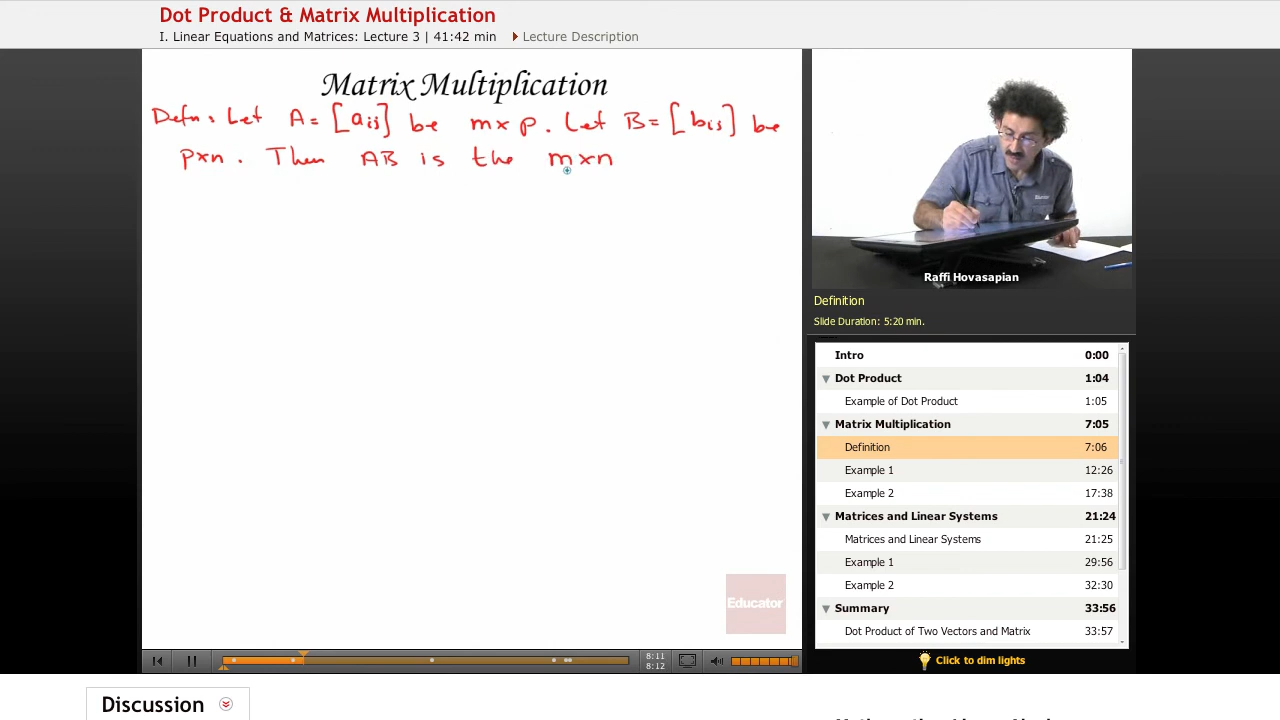 Dot Product & Matrix Multiplication
I. Linear Equations and Matrices: Lecture 3 | 41:42 min Lecture Description
Matrix Multiplication
Defn: Let A = [aij] be m x p. Let B = [bij] be
p x n. Then AB is the m x n
Educator
Raffi Hovasapian
Definition
Slide Duration: 5:20 min.
Intro 0:00
Dot Product 1:04
Example of Dot Product 1:05
Matrix Multiplication 7:05
Definition 7:06
Example 1 12:26
Example 2 17:38
Matrices and Linear Systems 21:24
Matrices and Linear Systems 21:25
Example 1 29:56
Example 2 32:30
Summary 33:56
Dot Product of Two Vectors and Matrix 33:57
8:11
8:12
Click to dim lights
Discussion